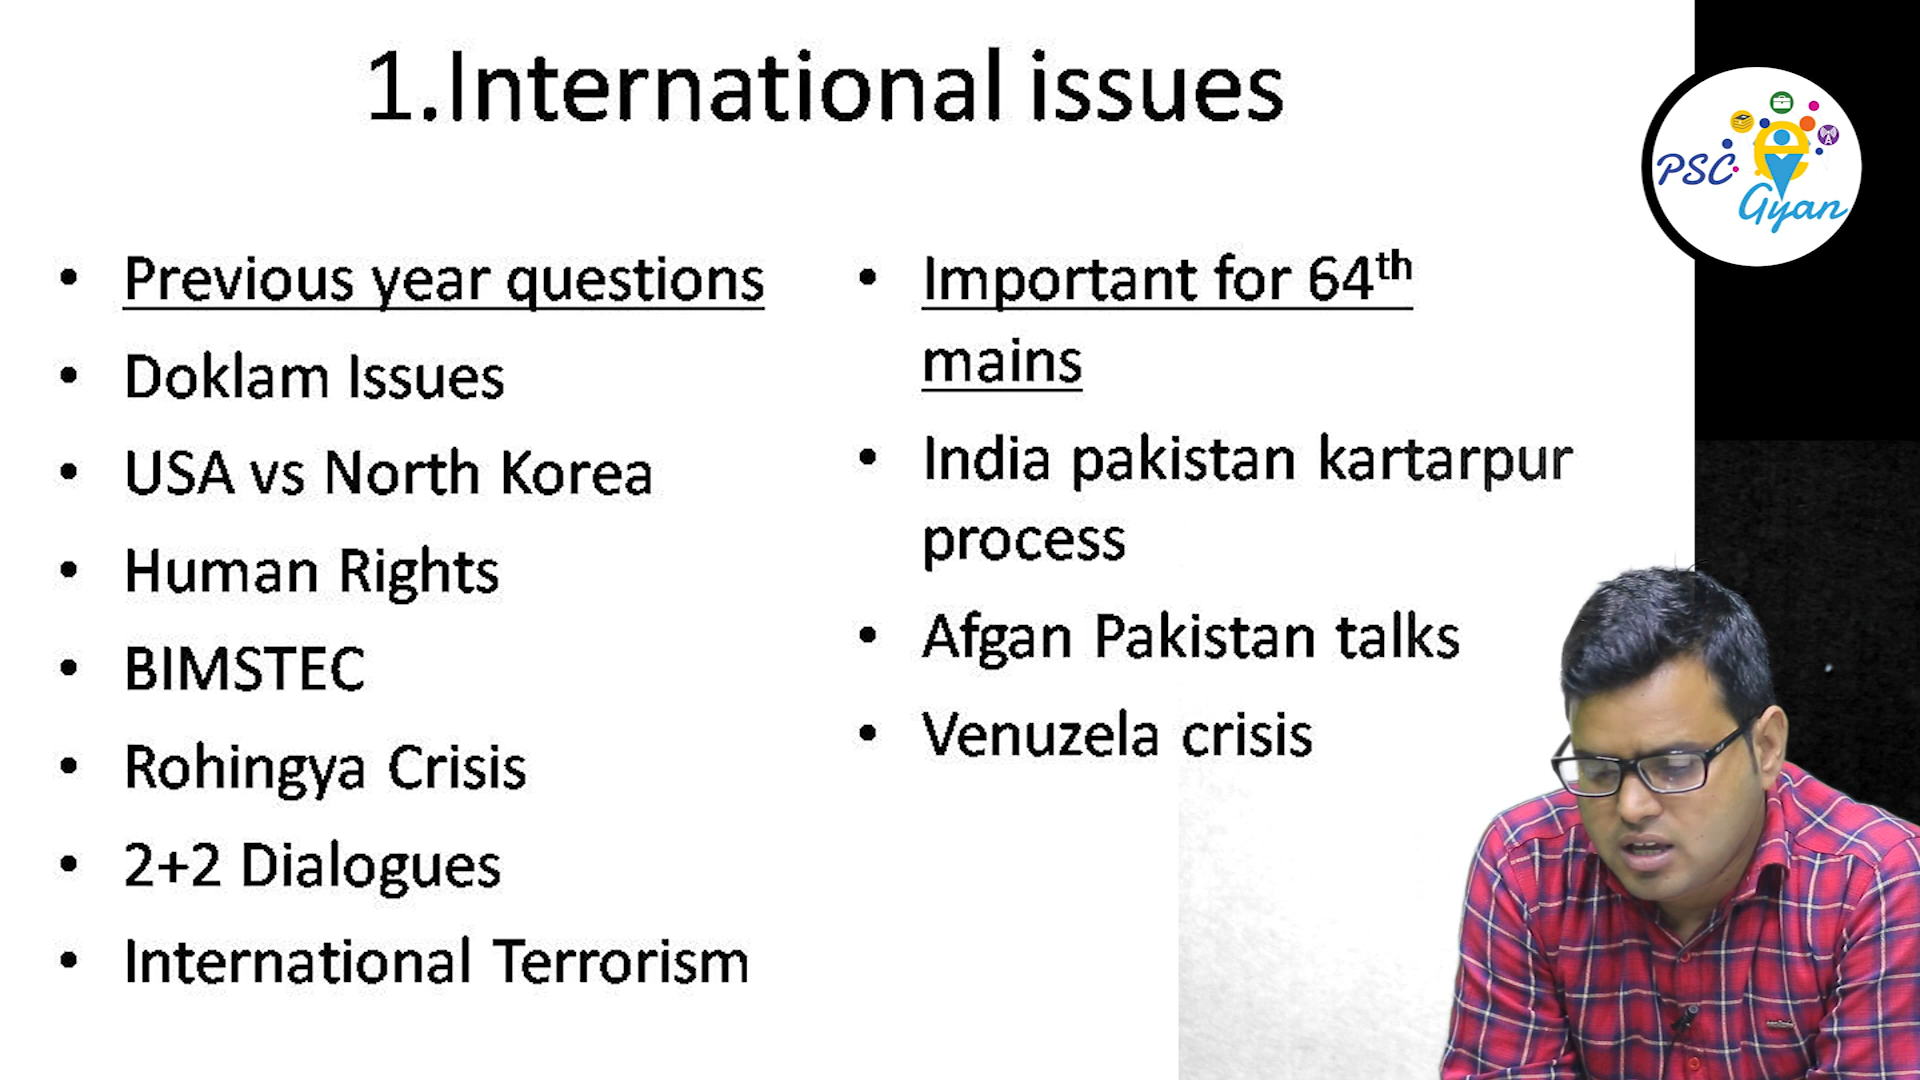 1.International issues
PSC
Gyan
• Previous year questions
• Doklam Issues
• USA vs North Korea
• Human Rights
• BIMSTEC
• Rohingya Crisis
• 2+2 Dialogues
• International Terrorism
• Important for 64th
mains
• India pakistan kartarpur
process
• Afgan Pakistan talks
• Venuzela crisis